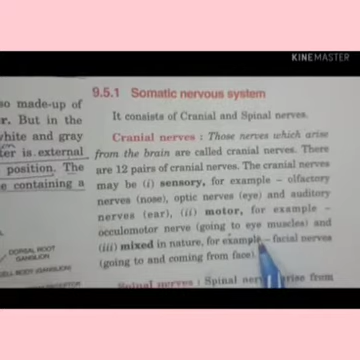 KINEMASTER
9.5.1 Somatic nervous system
It consists of Cranial and Spinal nerves.
Cranial nerves : Those nerves which arise
from the brain are called cranial nerves. There
are 12 pairs of cranial nerves. The cranial nerves
may be (i) sensory, for example – olfactory
nerves (nose), optic nerves (eye) and auditory
nerves (ear), (ii) motor, for example –
occulomotor nerve (going to eye muscles) and
(iii) mixed in nature, for example – facial nerves
(going to and coming from face).
Spinal nerves : Spinal nerves arise from
so made-up of
r. But in the
white and gray
ter is external
position. The
e containing a
DORSAL ROOT
GANGLION
CELL BODY
GANGLION